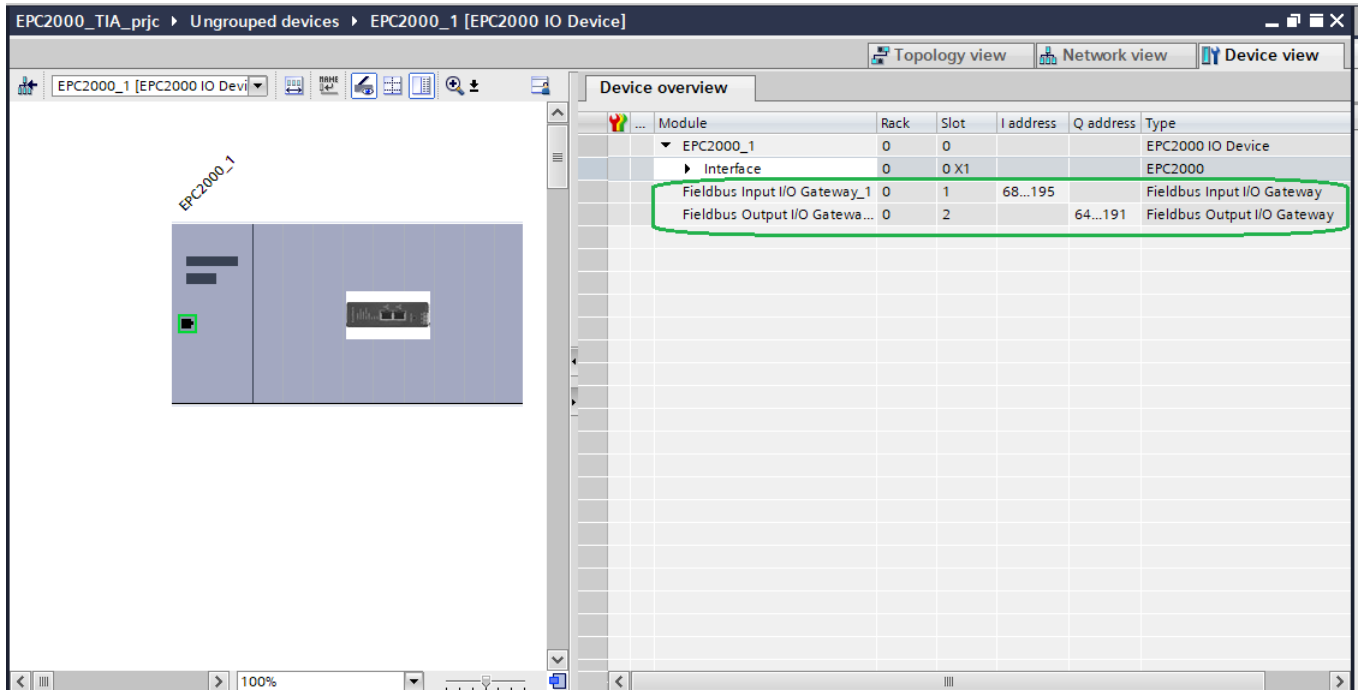 EPC2000_TIA_prjc ▸ Ungrouped devices ▸ EPC2000_1 [EPC2000 IO Device]
Topology view Network view Device view
EPC2000_1 [EPC2000 IO Devi
Device overview
... Module Rack Slot I address Q address Type
EPC2000_1 0 0 EPC2000 IO Device
Interface 0 0 X1 EPC2000
Fieldbus Input I/O Gateway_1 0 1 68...195 Fieldbus Input I/O Gateway
Fieldbus Output I/O Gatewa... 0 2 64...191 Fieldbus Output I/O Gateway
EPC2000_1
100%